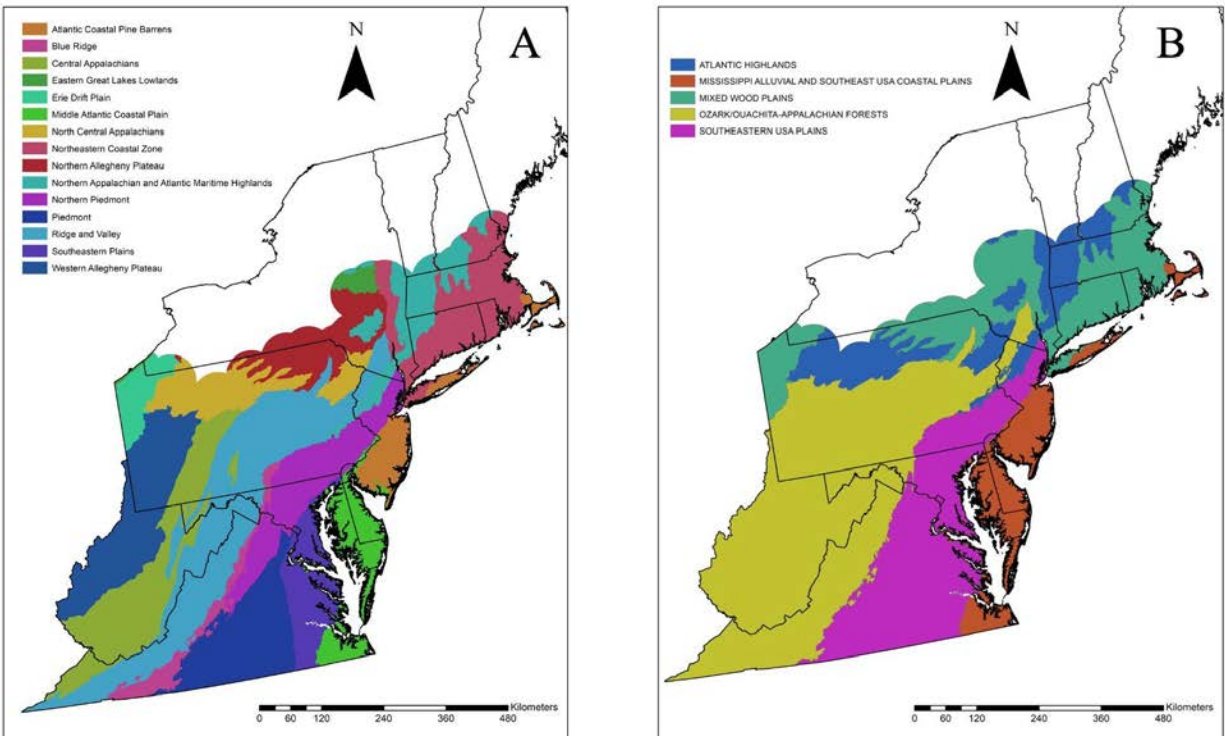 A
N
Atlantic Coastal Pine Barrens
Blue Ridge
Central Appalachians
Eastern Great Lakes Lowlands
Erie Drift Plain
Middle Atlantic Coastal Plain
North Central Appalachians
Northeastern Coastal Zone
Northern Allegheny Plateau
Northern Appalachian and Atlantic Maritime Highlands
Northern Piedmont
Piedmont
Ridge and Valley
Southeastern Plains
Western Allegheny Plateau
Kilometers
0 60 120 240 360 480
B
N
ATLANTIC HIGHLANDS
MISSISSIPPI ALLUVIAL AND SOUTHEAST USA COASTAL PLAINS
MIXED WOOD PLAINS
OZARK/OUACHITA-APPALACHIAN FORESTS
SOUTHEASTERN USA PLAINS
Kilometers
0 60 120 240 360 480